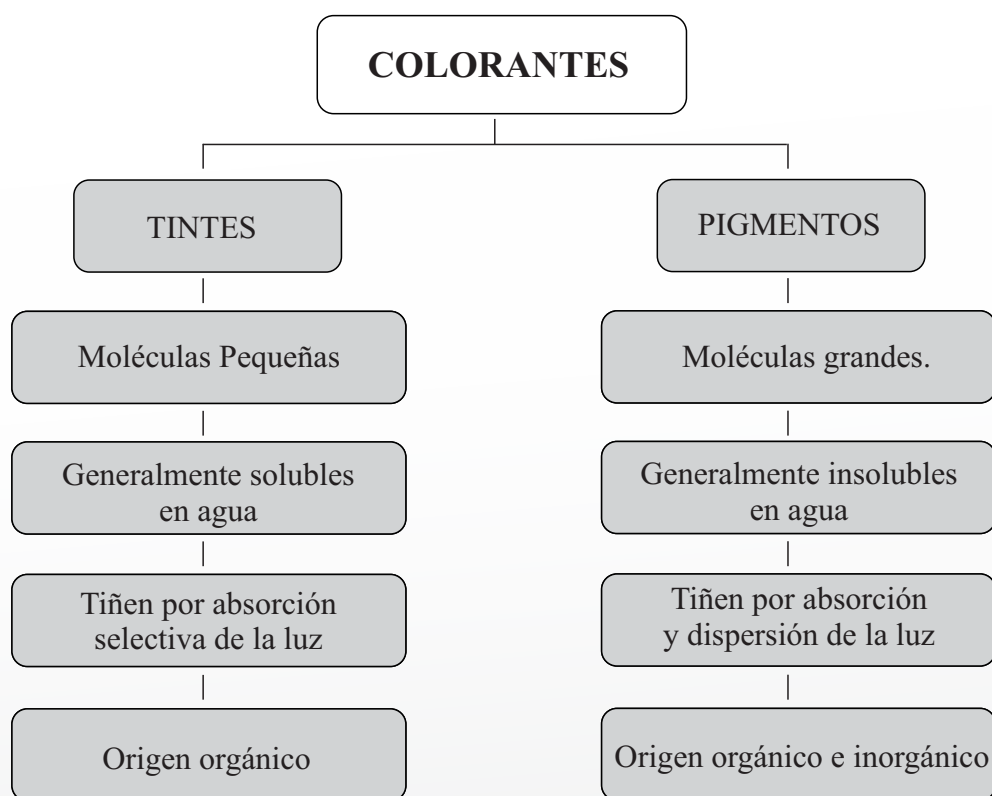 COLORANTES
TINTES
PIGMENTOS
Moléculas Pequeñas
Moléculas grandes.
Generalmente solubles
en agua
Generalmente insolubles
en agua
Tiñen por absorción
selectiva de la luz
Tiñen por absorción
y dispersión de la luz
Origen orgánico
Origen orgánico e inorgánico